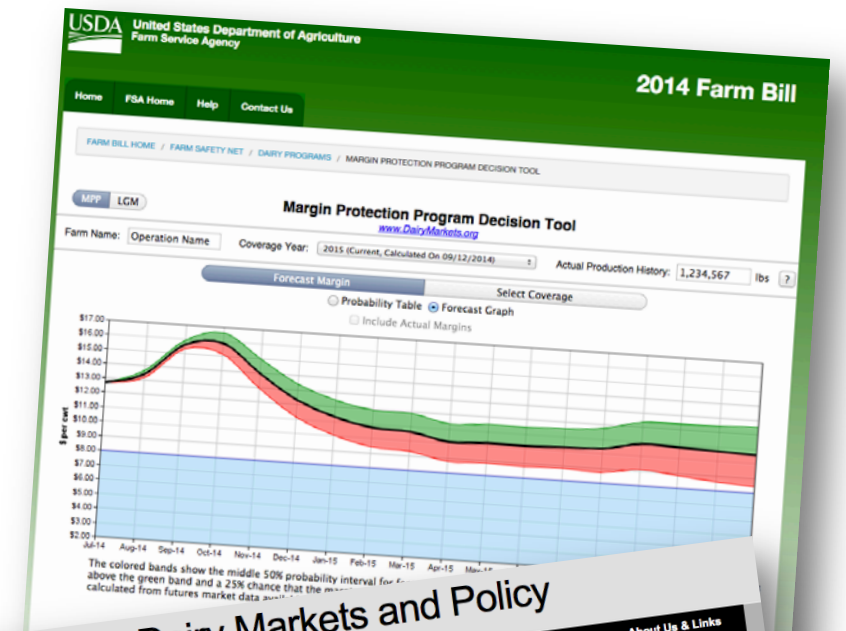 USDA
United States Department of Agriculture
Farm Service Agency
2014 Farm Bill
Home FSA Home Help Contact Us
FARM BILL HOME / FARM SAFETY NET / DAIRY PROGRAMS / MARGIN PROTECTION PROGRAM DECISION TOOL
MPP LGM
Margin Protection Program Decision Tool
www.DairyMarkets.org
Farm Name: Operation Name Coverage Year: 2015 (Current, Calculated On 09/12/2014) Actual Production History: 1,234,567 lbs ?
Forecast Margin Select Coverage
Probability Table Forecast Graph
Include Actual Margins
$ per cwt
$17.00
$16.00
$15.00
$14.00
$13.00
$12.00
$11.00
$10.00
$9.00
$8.00
$7.00
$6.00
$5.00
$4.00
$3.00
$2.00
Jul-14 Aug-14 Sep-14 Oct-14 Nov-14 Dec-14 Jan-15 Feb-15 Mar-15 Apr-15
The colored bands show the middle 50% probability interval for
above the green band and a 25% chance that the
calculated from futures market data
Dairy Markets and Policy
About Us & Links